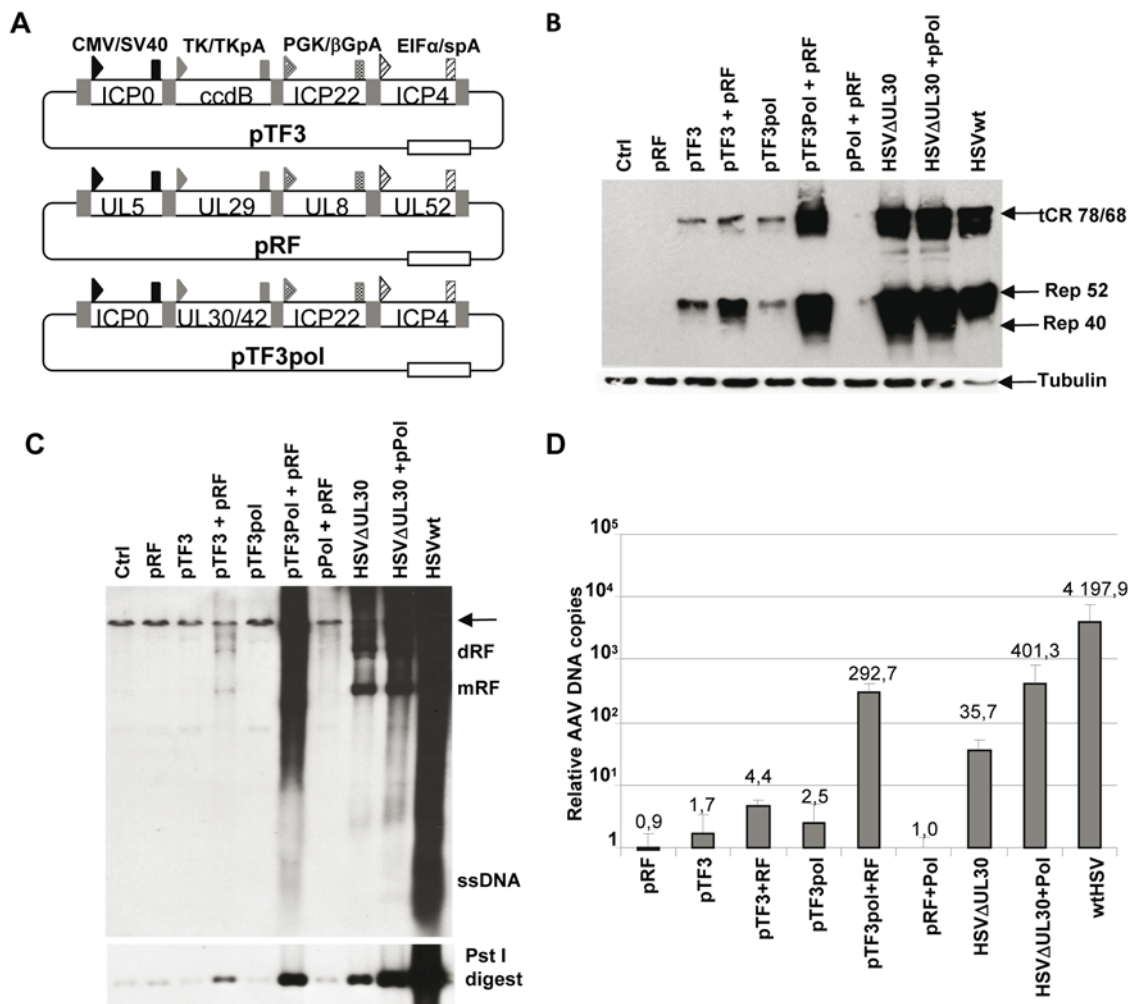 A
CMV/SV40 TK/TKpA PGK/βGpA EIFα/spA
ICP0 ccdB ICP22 ICP4
pTF3
UL5 UL29 UL8 UL52
pRF
ICP0 UL30/42 ICP22 ICP4
pTF3pol
B
Ctrl
pRF
pTF3
pTF3 + pRF
pTF3pol
pTF3Pol + pRF
pPol + pRF
HSVΔUL30
HSVΔUL30 +pPol
HSVwt
tCR 78/68
Rep 52
Rep 40
Tubulin
C
Ctrl
pRF
pTF3
pTF3 + pRF
pTF3pol
pTF3Pol + pRF
pPol + pRF
HSVΔUL30
HSVΔUL30 +pPol
HSVwt
dRF
mRF
ssDNA
Pst I
digest
D
Relative AAV DNA copies
10⁵
10⁴
10³
10²
10¹
1
0,9
1,7
4,4
2,5
292,7
1,0
35,7
401,3
4 197,9
pRF
pTF3
pTF3+RF
pTF3pol
pTF3pol+RF
pRF+Pol
HSVΔUL30
HSVΔUL30+Pol
wtHSV